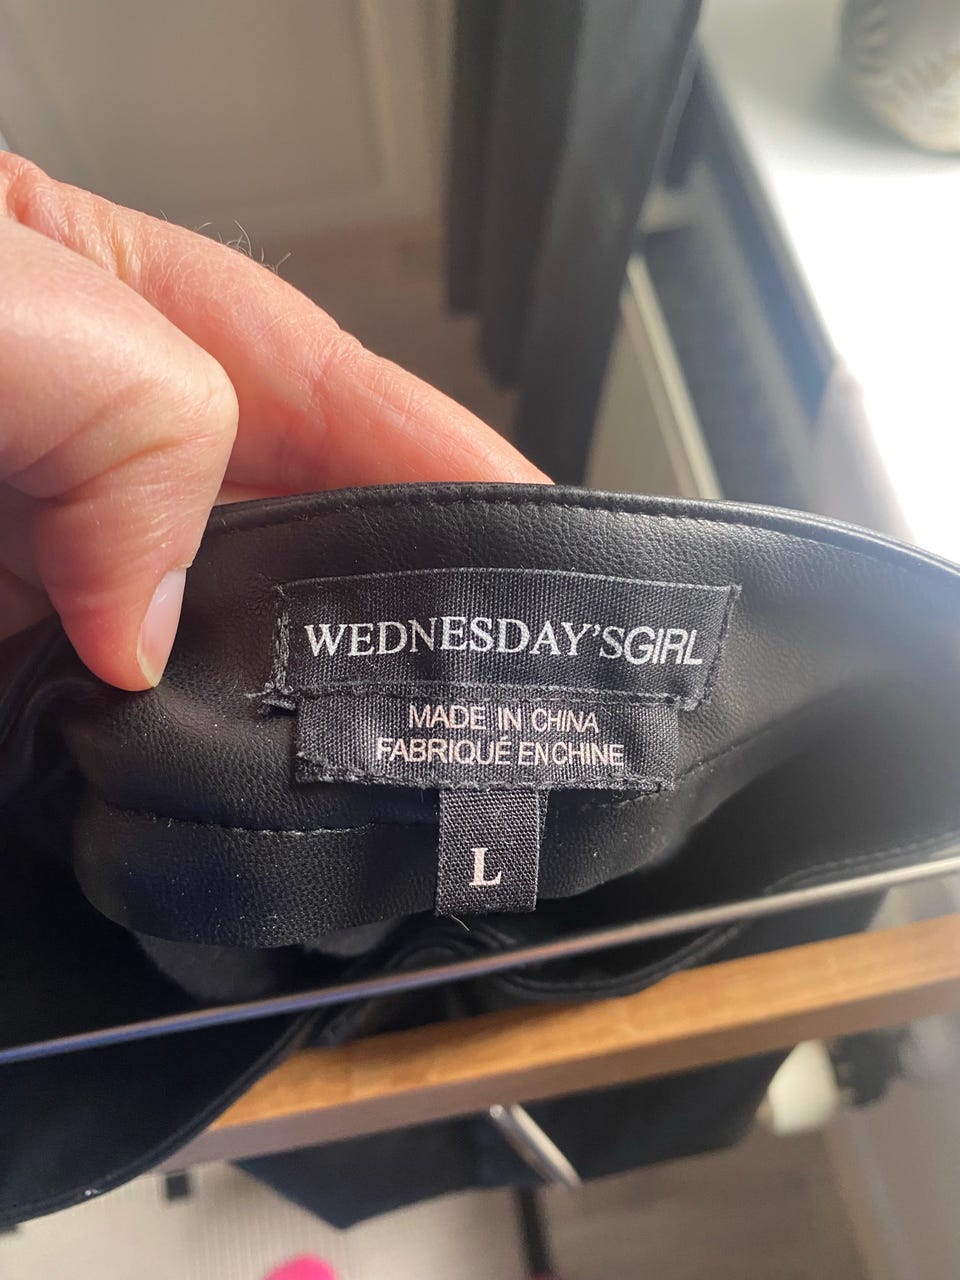 WEDNESDAY'SGIRL
MADE IN CHINA
FABRIQUÉ EN CHINE
L